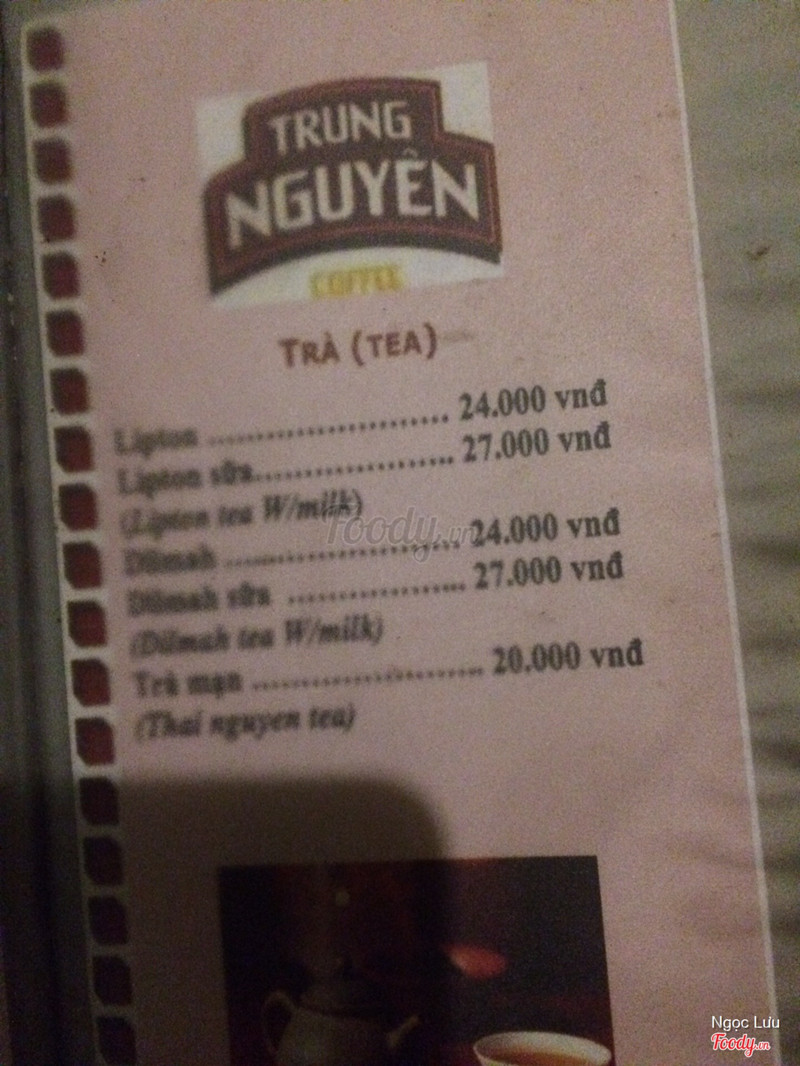 TRUNG
NGUYÊN
COFFEE
TRÀ (TEA)
Lipton ......................... 24.000 vnđ
Lipton sữa..................... 27.000 vnđ
(Lipton tea W/milk)
Dilmah ......................... 24.000 vnđ
Dilmah sữa ................... 27.000 vnđ
(Dilmah tea W/milk)
Trà mạn ........................ 20.000 vnđ
(Thai nguyen tea)
Foody.vn
Ngọc Lưu
Foody.vn